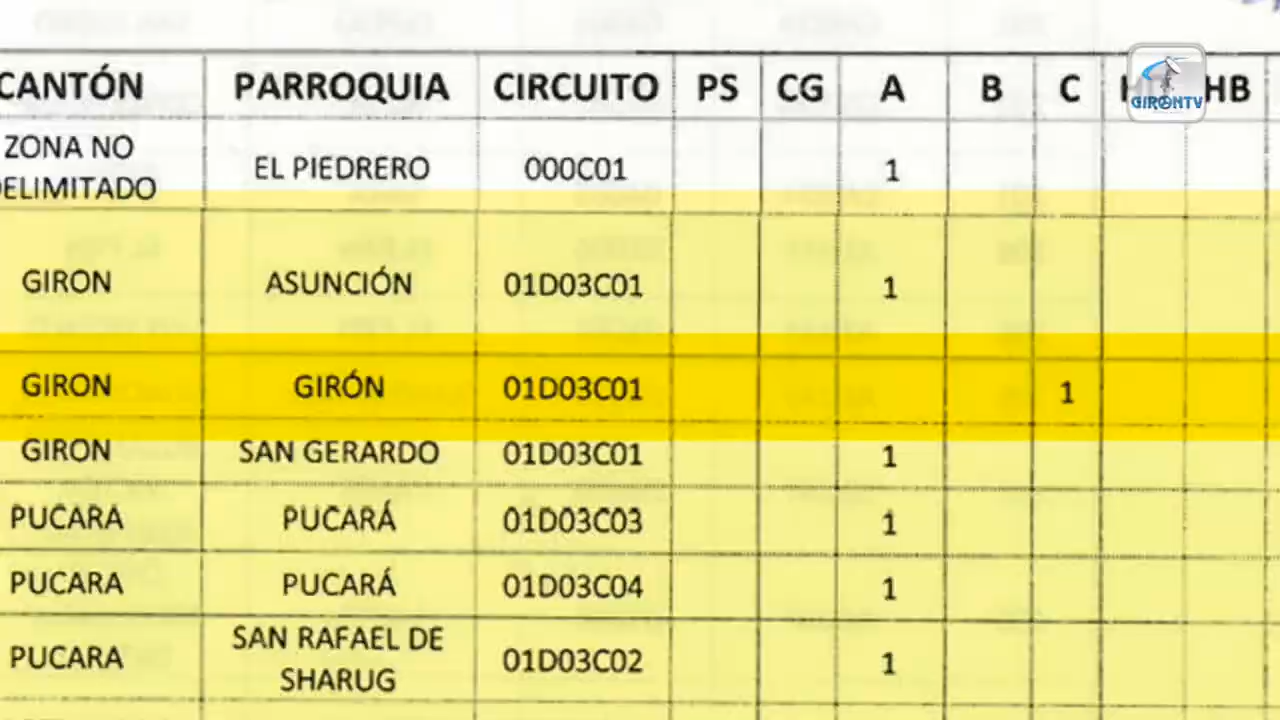 CANTÓN PARROQUIA CIRCUITO PS CG A B C HB
GIRONTV
ZONA NO
DELIMITADO EL PIEDRERO 000C01 1
GIRON ASUNCIÓN 01D03C01 1
GIRON GIRÓN 01D03C01 1
GIRON SAN GERARDO 01D03C01 1
PUCARA PUCARÁ 01D03C03 1
PUCARA PUCARÁ 01D03C04 1
PUCARA SAN RAFAEL DE
SHARUG 01D03C02 1